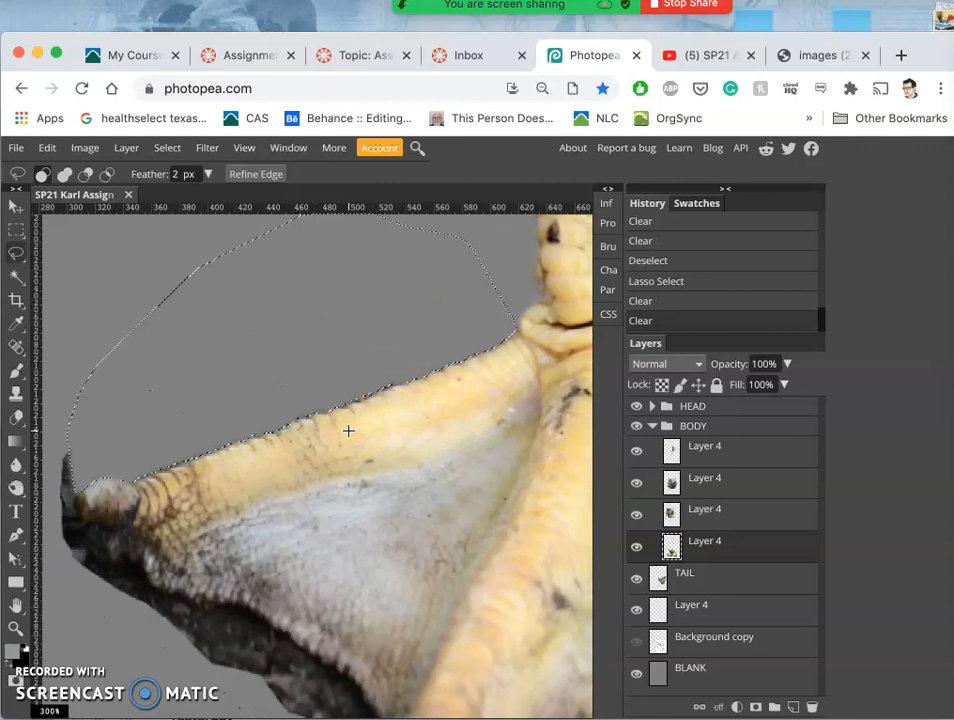 You are screen sharing Stop Share
My Cours Assignm Topic: Ass Inbox Photopea (5) SP21 A images (2
photopea.com
Apps healthselect texas... CAS Behance :: Editing... This Person Does... NLC OrgSync » Other Bookmarks
File Edit Image Layer Select Filter View Window More Account About Report a bug Learn Blog API
Feather: 2 px Refine Edge
SP21 Karl Assign
280 300 320 340 360 380 400 420 440 460 480 500 520 540 560 580 600 620 640 660
Inf
Pro
Bru
Cha
Par
CSS
History Swatches
Clear
Clear
Deselect
Lasso Select
Clear
Clear
Layers
Normal Opacity: 100%
Lock: Fill: 100%
HEAD
BODY
Layer 4
Layer 4
Layer 4
Layer 4
TAIL
Layer 4
Background copy
BLANK
eff
RECORDED WITH
SCREENCAST MATIC
300%